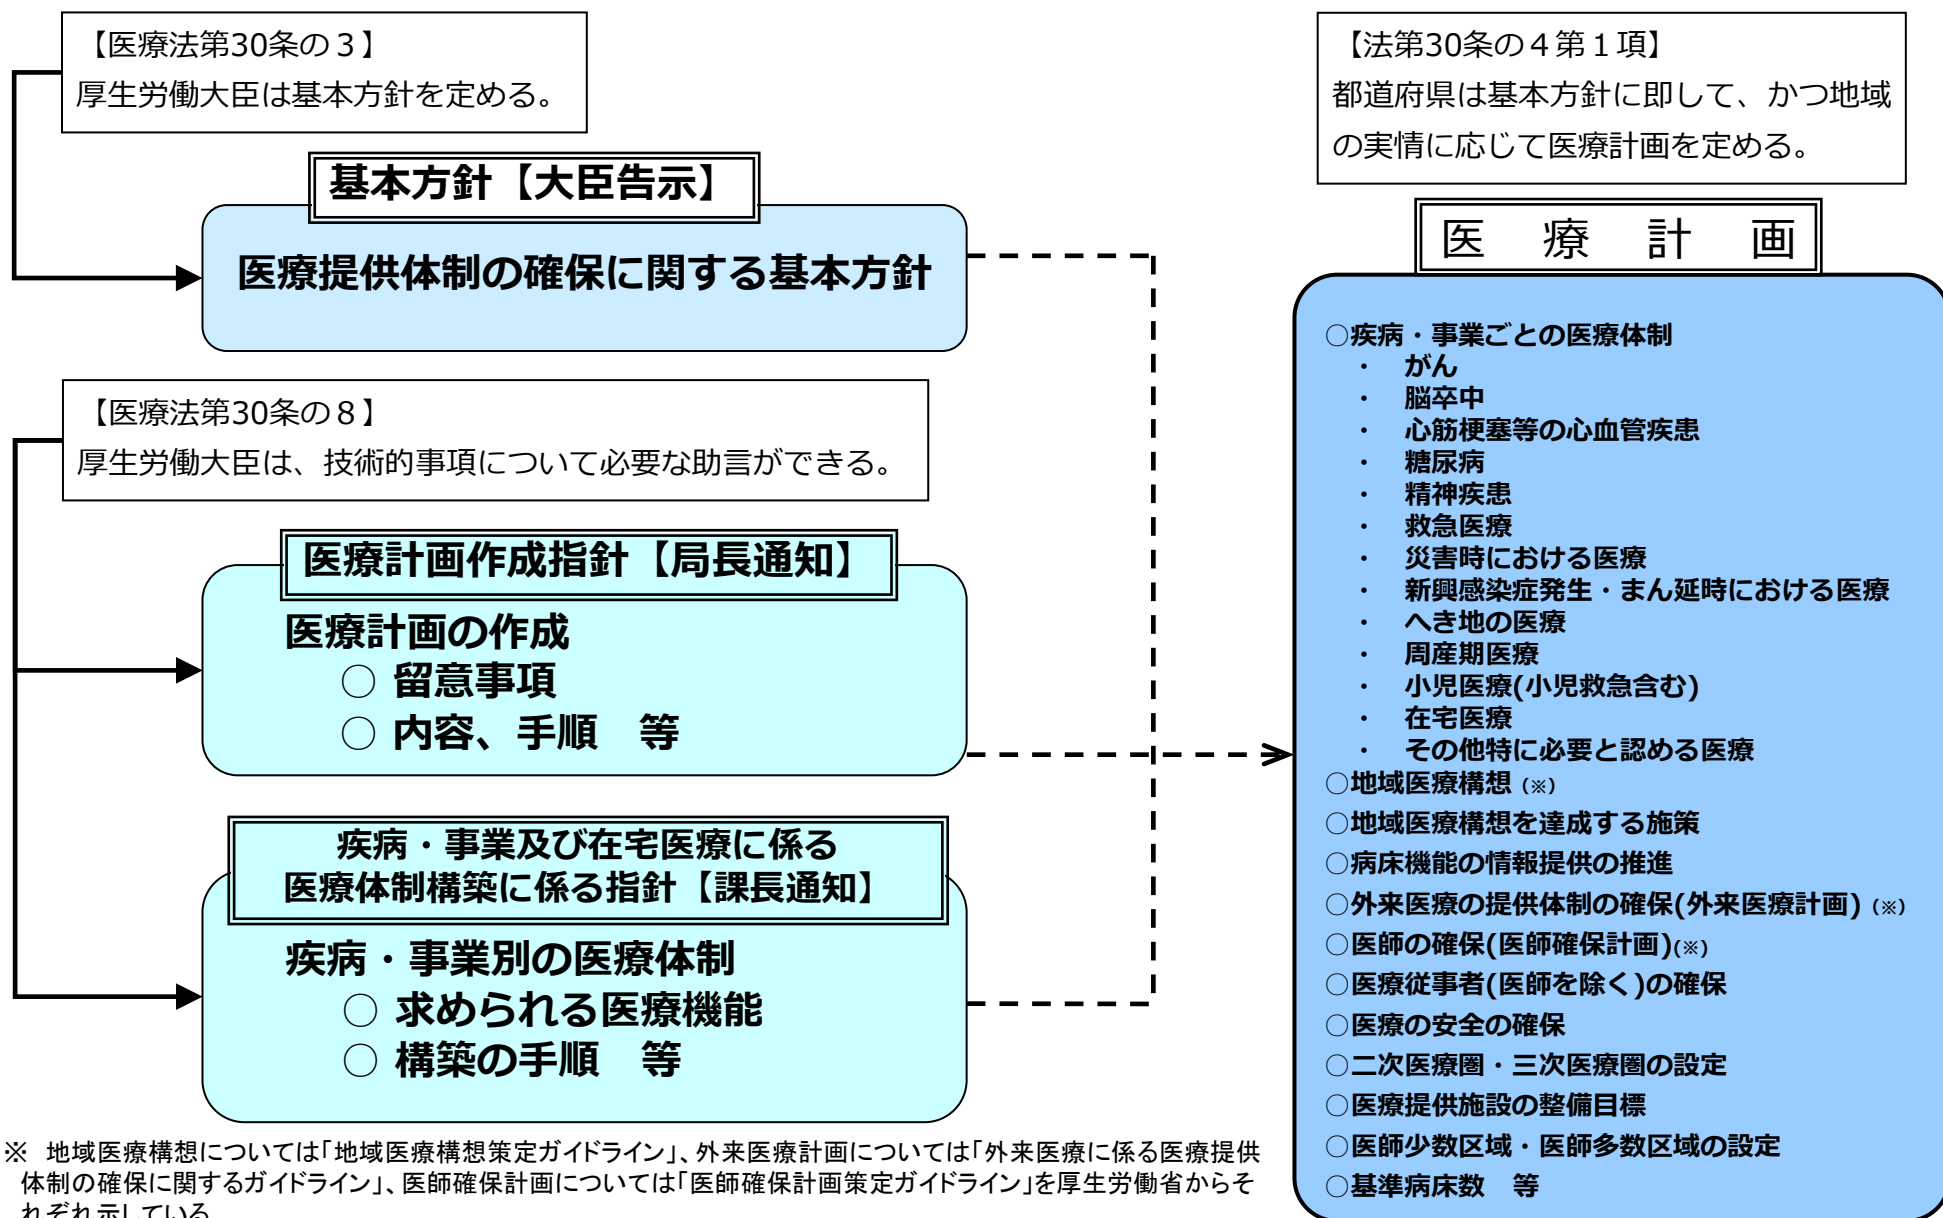 【医療法第30条の３】
厚生労働大臣は基本方針を定める。
基本方針【大臣告示】
医療提供体制の確保に関する基本方針
【医療法第30条の８】
厚生労働大臣は、技術的事項について必要な助言ができる。
医療計画作成指針【局長通知】
医療計画の作成
○ 留意事項
○ 内容、手順　等
疾病・事業及び在宅医療に係る
医療体制構築に係る指針【課長通知】
疾病・事業別の医療体制
○ 求められる医療機能
○ 構築の手順　等
※ 地域医療構想については「地域医療構想策定ガイドライン」、外来医療計画については「外来医療に係る医療提供
体制の確保に関するガイドライン」、医師確保計画については「医師確保計画策定ガイドライン」を厚生労働省からそ
れぞれ示している
【法第30条の４第１項】
都道府県は基本方針に即して、かつ地域
の実情に応じて医療計画を定める。
医　療　計　画
○疾病・事業ごとの医療体制
・ がん
・ 脳卒中
・ 心筋梗塞等の心血管疾患
・ 糖尿病
・ 精神疾患
・ 救急医療
・ 災害時における医療
・ 新興感染症発生・まん延時における医療
・ へき地の医療
・ 周産期医療
・ 小児医療(小児救急含む)
・ 在宅医療
・ その他特に必要と認める医療
○地域医療構想（※）
○地域医療構想を達成する施策
○病床機能の情報提供の推進
○外来医療の提供体制の確保(外来医療計画)（※）
○医師の確保(医師確保計画)(※)
○医療従事者(医師を除く)の確保
○医療の安全の確保
○二次医療圏・三次医療圏の設定
○医療提供施設の整備目標
○医師少数区域・医師多数区域の設定
○基準病床数　等